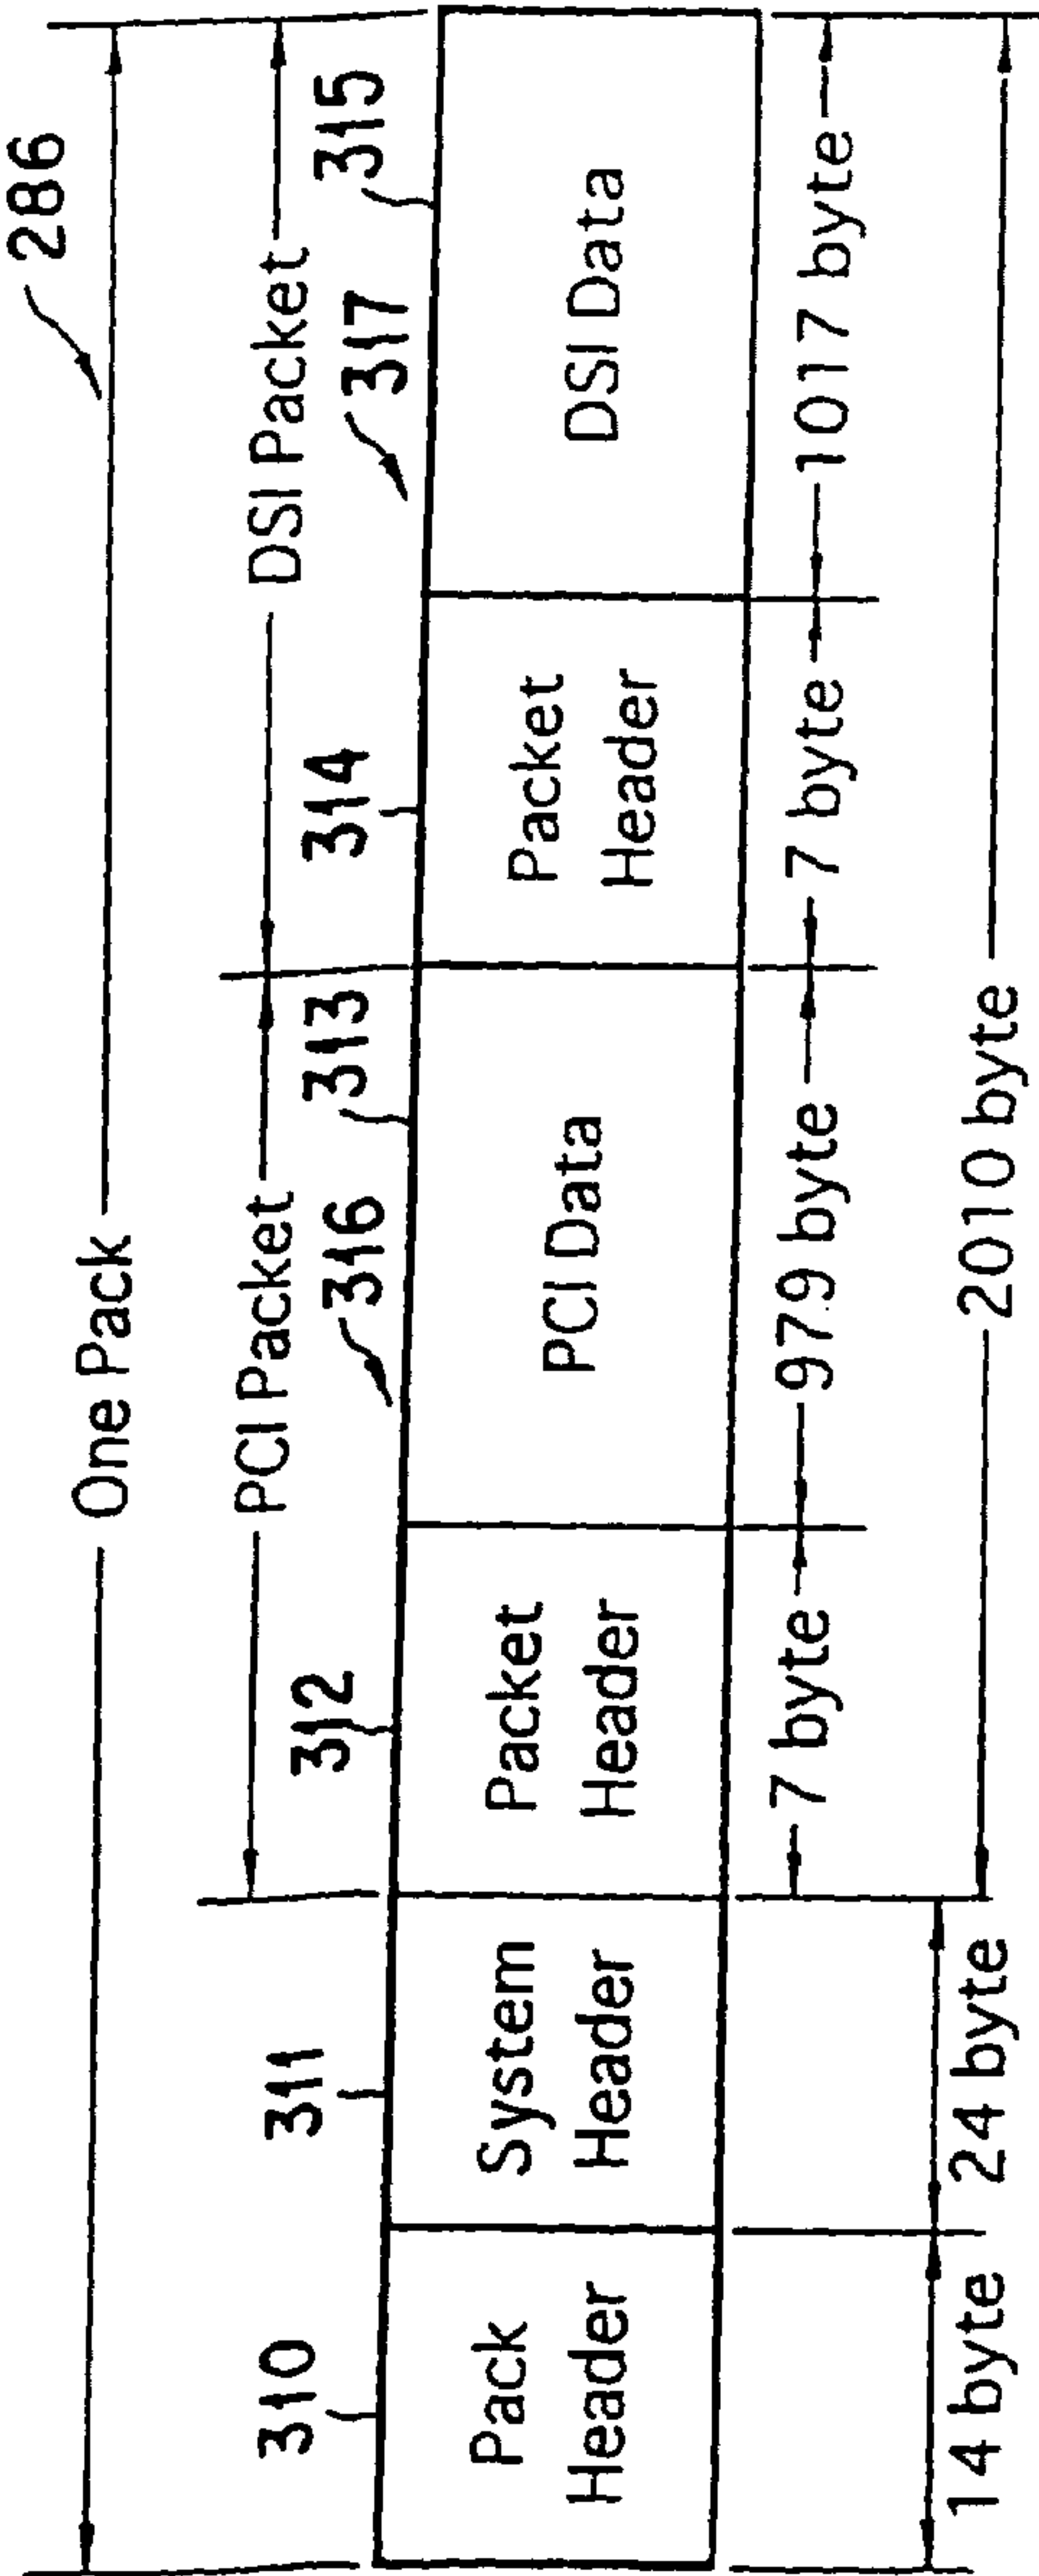 286
One Pack
PCI Packet
DSI Packet
310
311
312
316
313
314
317
315
Pack
Header
System
Header
Packet
Header
PCI Data
Packet
Header
DSI Data
7 byte
979 byte
7 byte
1017 byte
14 byte
24 byte
2010 byte